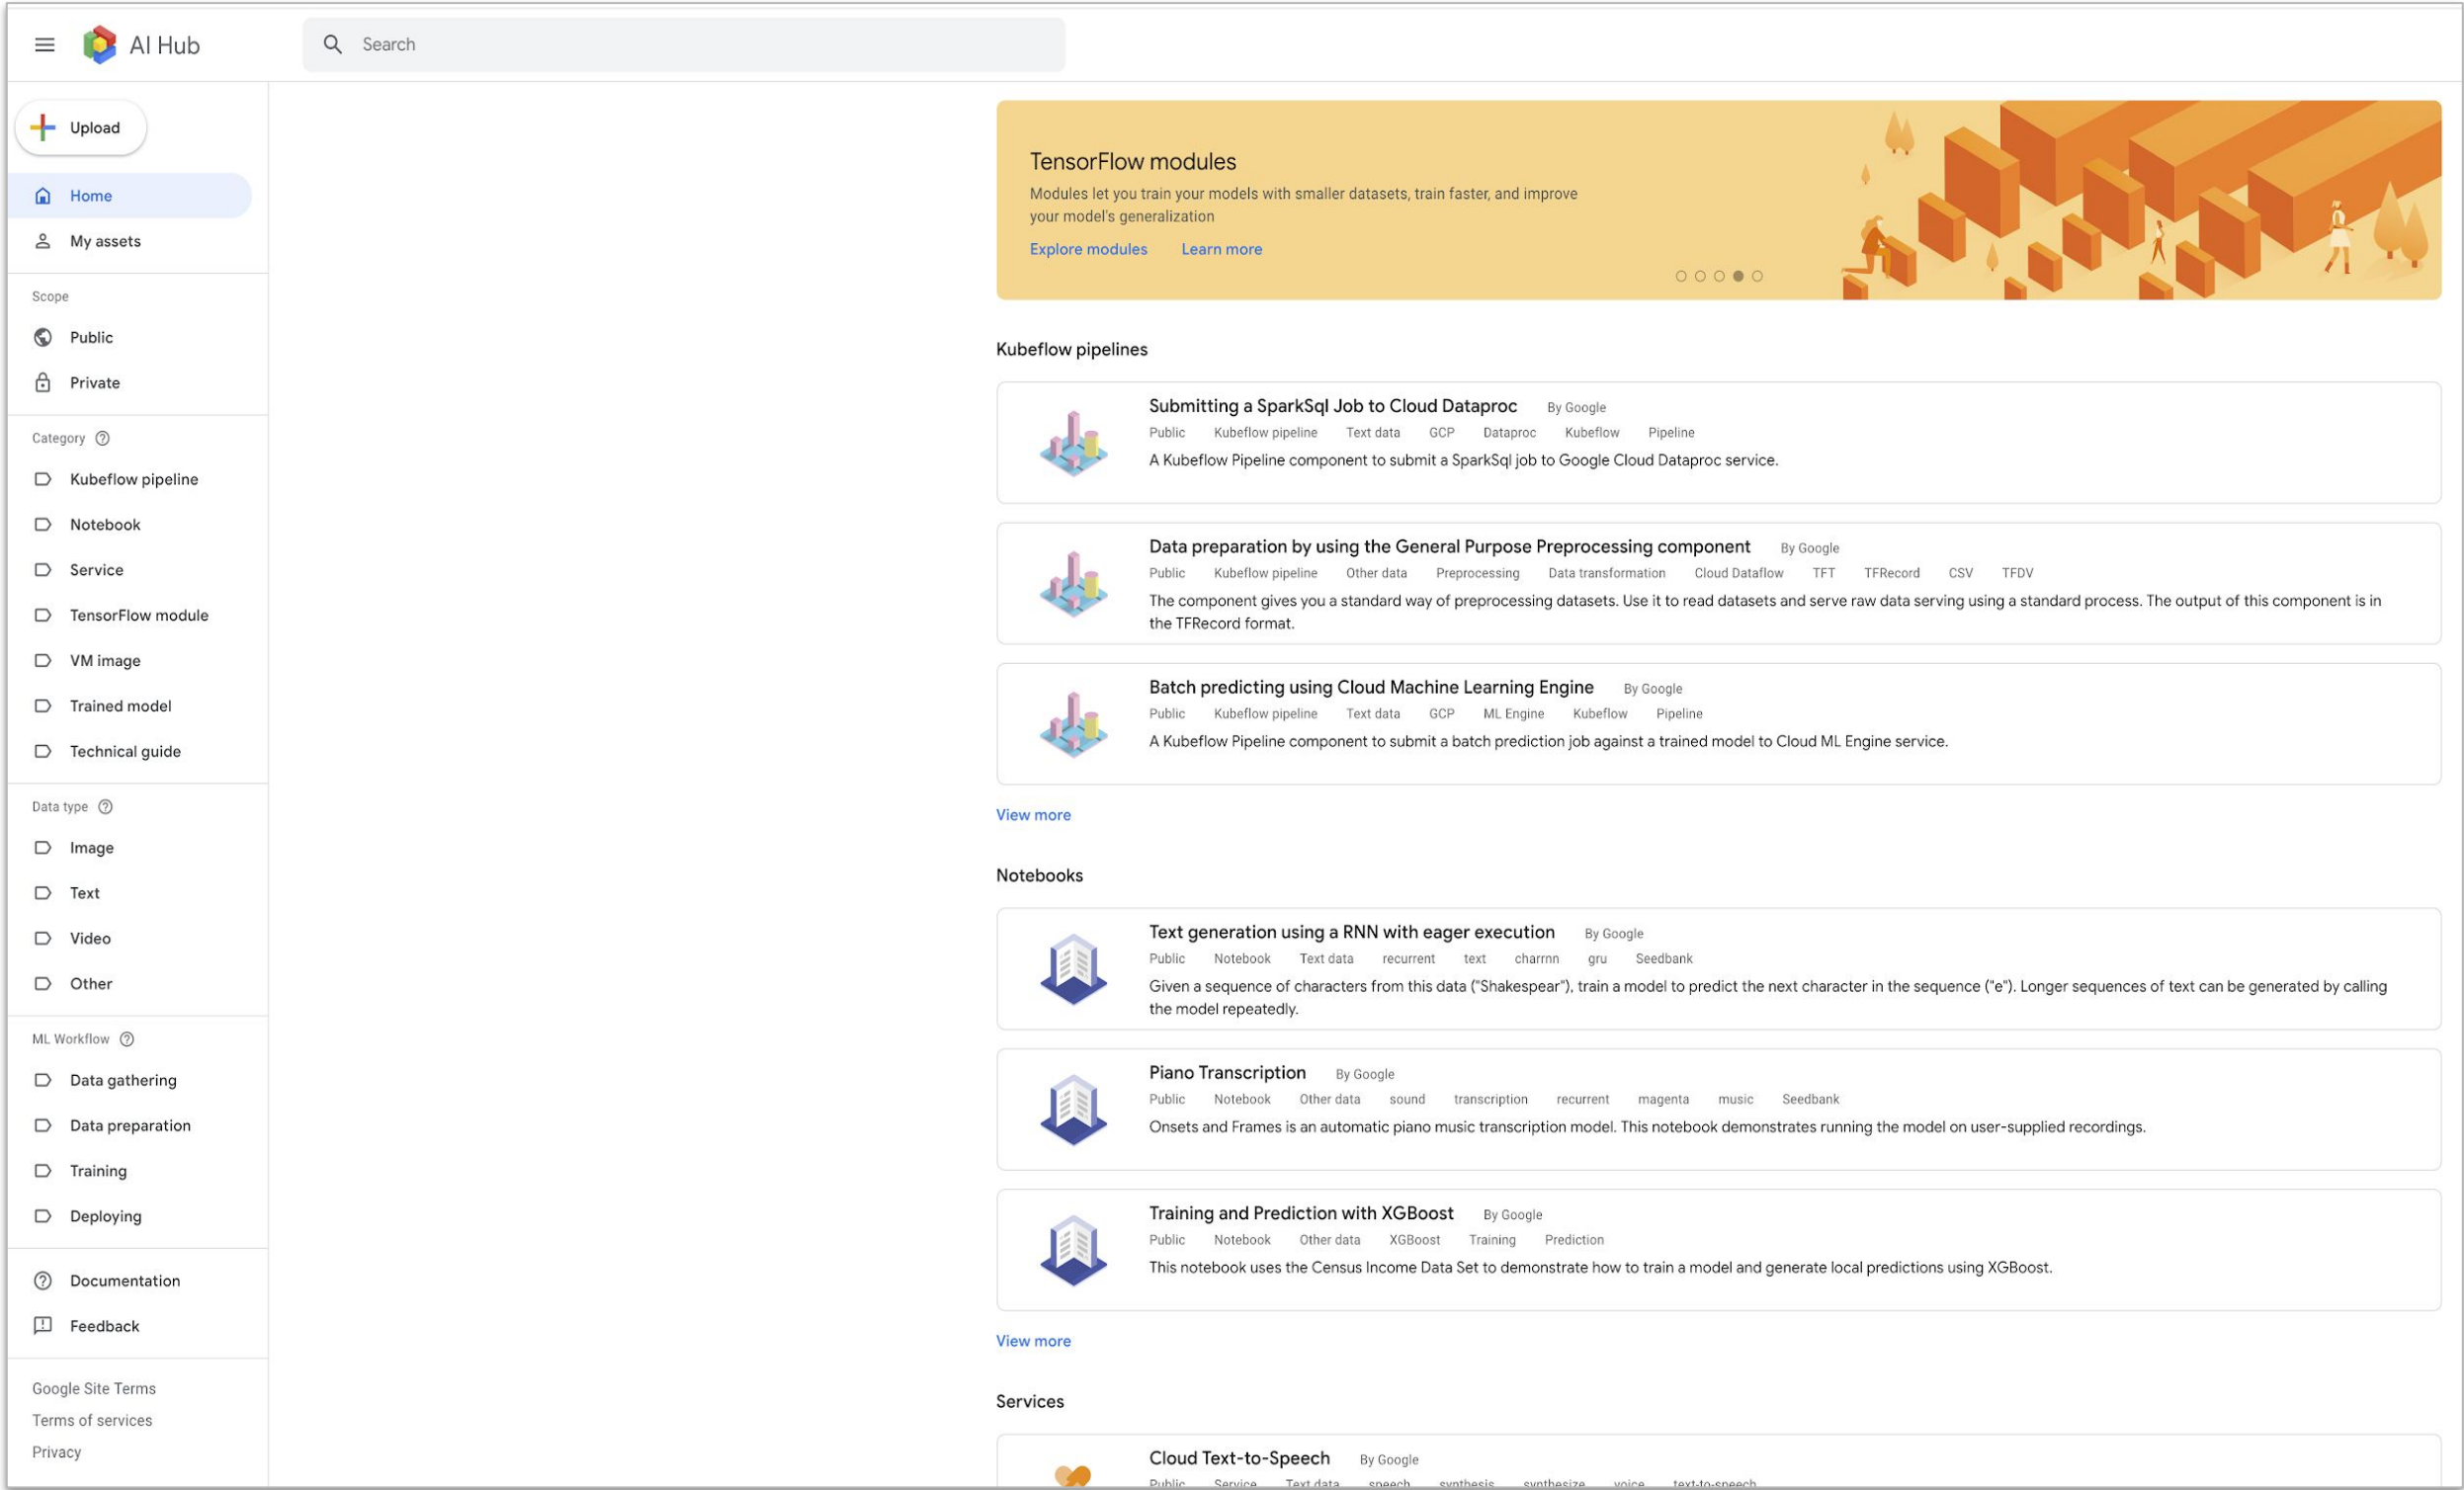 AI Hub
Search
Upload
Home
My assets
Scope
Public
Private
Category
Kubeflow pipeline
Notebook
Service
TensorFlow module
VM image
Trained model
Technical guide
Data type
Image
Text
Video
Other
ML Workflow
Data gathering
Data preparation
Training
Deploying
Documentation
Feedback
Google Site Terms
Terms of services
Privacy
TensorFlow modules
Modules let you train your models with smaller datasets, train faster, and improve
your model's generalization
Explore modules Learn more
Kubeflow pipelines
Submitting a SparkSql Job to Cloud Dataproc By Google
Public Kubeflow pipeline Text data GCP Dataproc Kubeflow Pipeline
A Kubeflow Pipeline component to submit a SparkSql job to Google Cloud Dataproc service.
Data preparation by using the General Purpose Preprocessing component By Google
Public Kubeflow pipeline Other data Preprocessing Data transformation Cloud Dataflow TFT TFRecord CSV TFDV
The component gives you a standard way of preprocessing datasets. Use it to read datasets and serve raw data serving using a standard process. The output of this component is in
the TFRecord format.
Batch predicting using Cloud Machine Learning Engine By Google
Public Kubeflow pipeline Text data GCP ML Engine Kubeflow Pipeline
A Kubeflow Pipeline component to submit a batch prediction job against a trained model to Cloud ML Engine service.
View more
Notebooks
Text generation using a RNN with eager execution By Google
Public Notebook Text data recurrent text charrnn gru Seedbank
Given a sequence of characters from this data ("Shakespear"), train a model to predict the next character in the sequence ("e"). Longer sequences of text can be generated by calling
the model repeatedly.
Piano Transcription By Google
Public Notebook Other data sound transcription recurrent magenta music Seedbank
Onsets and Frames is an automatic piano music transcription model. This notebook demonstrates running the model on user-supplied recordings.
Training and Prediction with XGBoost By Google
Public Notebook Other data XGBoost Training Prediction
This notebook uses the Census Income Data Set to demonstrate how to train a model and generate local predictions using XGBoost.
View more
Services
Cloud Text-to-Speech By Google
Public Service Text data speech synthesis synthesize voice text-to-speech